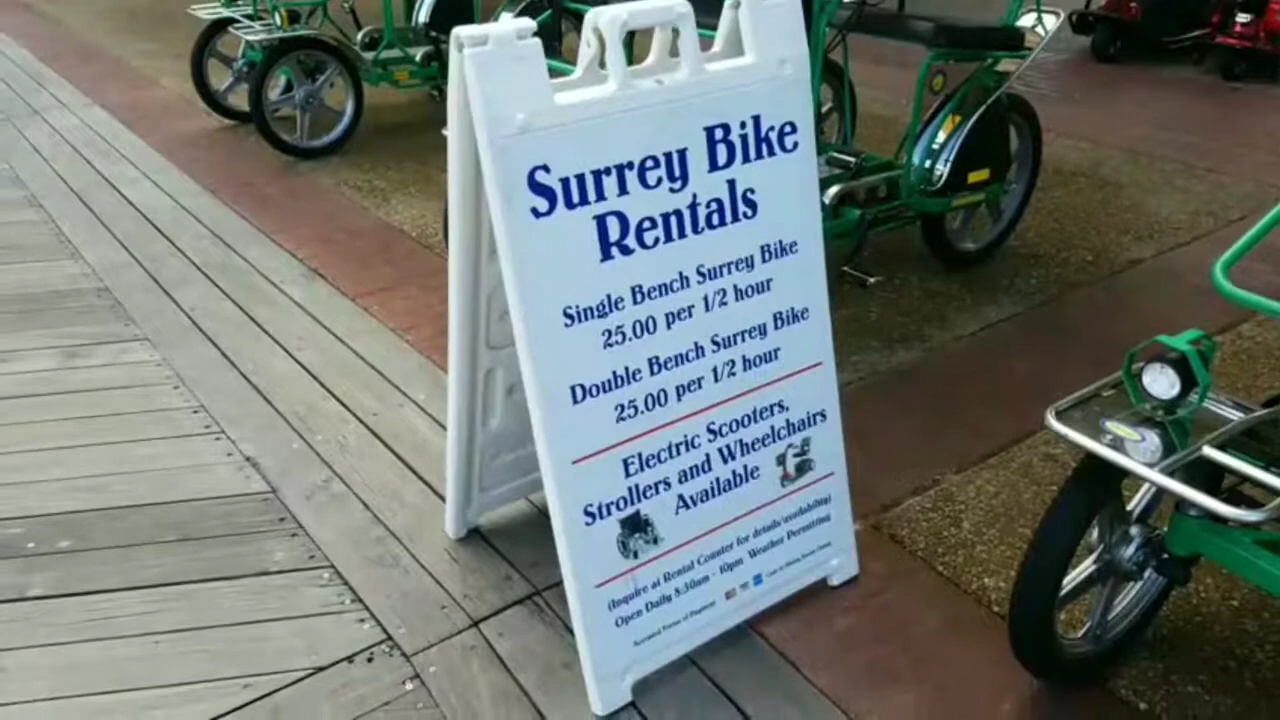 Surrey Bike
Rentals
Single Bench Surrey Bike
25.00 per 1/2 hour
Double Bench Surrey Bike
25.00 per 1/2 hour
Electric Scooters,
Strollers and Wheelchairs
Available
(Inquire at Rental Counter for details/availability)
Open Daily 8:30am - 10pm Weather Permitting
Accepted Forms of Payment